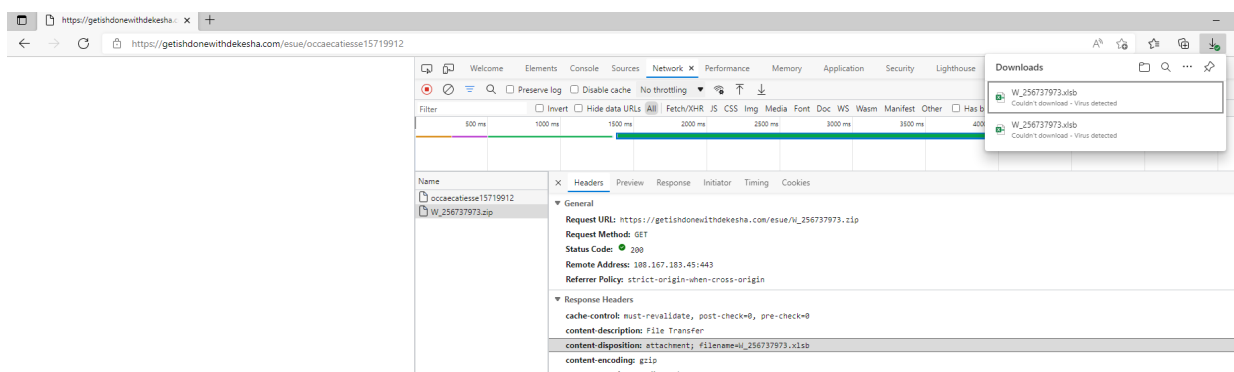 https://getishdonewithdekesha.c
https://getishdonewithdekesha.com/esue/occaecatiesse15719912
Welcome Elements Console Sources Network Performance Memory Application Security Lighthouse
Preserve log Disable cache No throttling
Filter Invert Hide data URLs All Fetch/XHR JS CSS Img Media Font Doc WS Wasm Manifest Other Has b
500 ms 1000 ms 1500 ms 2000 ms 2500 ms 3000 ms 3500 ms 400
Downloads
W_256737973.xlsb
Couldn't download - Virus detected
W_256737973.xlsb
Couldn't download - Virus detected
Name
occaecatiesse15719912
W_256737973.zip
Headers Preview Response Initiator Timing Cookies
General
Request URL: https://getishdonewithdekesha.com/esue/W_256737973.zip
Request Method: GET
Status Code: 200
Remote Address: 108.167.183.45:443
Referrer Policy: strict-origin-when-cross-origin
Response Headers
cache-control: must-revalidate, post-check=0, pre-check=0
content-description: File Transfer
content-disposition: attachment; filename=W_256737973.xlsb
content-encoding: gzip